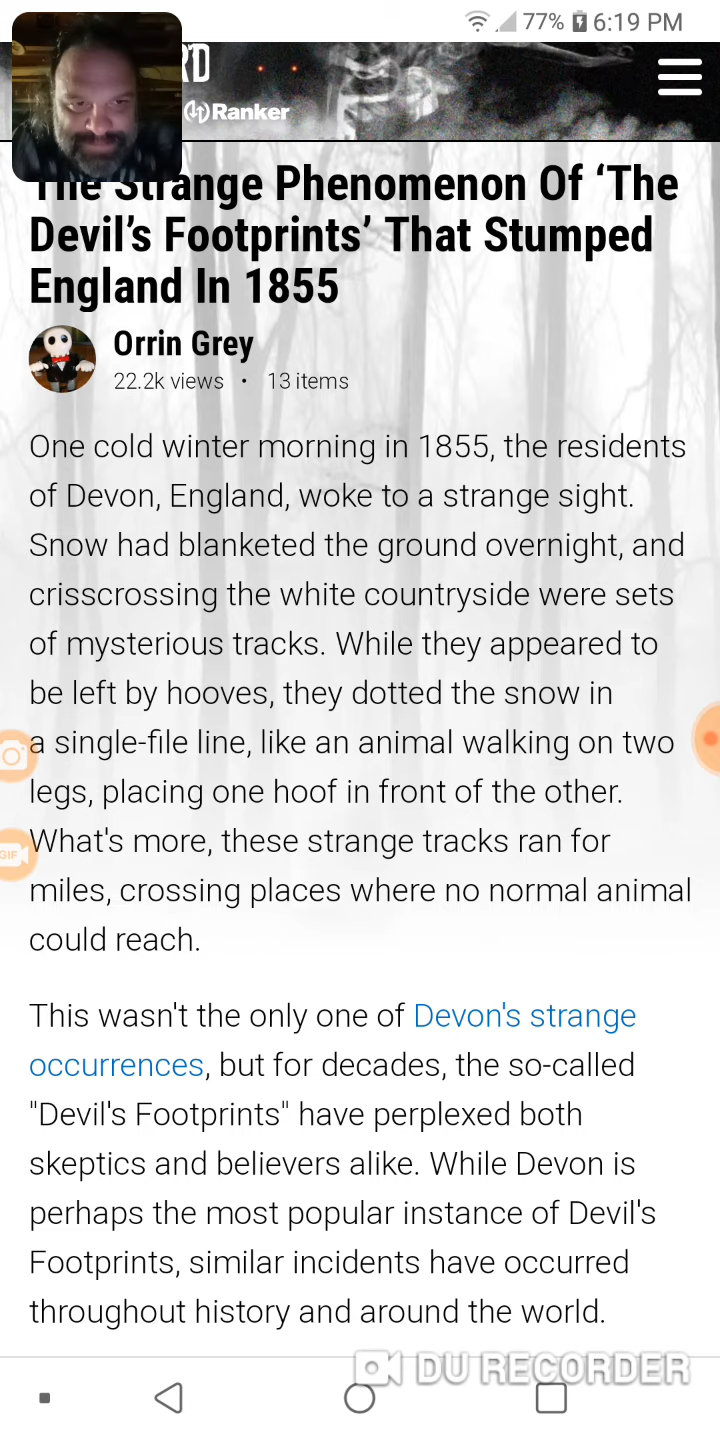 77% 6:19 PM
RD
Ranker
The Strange Phenomenon Of ‘The
Devil’s Footprints’ That Stumped
England In 1855
Orrin Grey
22.2k views • 13 items
One cold winter morning in 1855, the residents
of Devon, England, woke to a strange sight.
Snow had blanketed the ground overnight, and
crisscrossing the white countryside were sets
of mysterious tracks. While they appeared to
be left by hooves, they dotted the snow in
a single-file line, like an animal walking on two
legs, placing one hoof in front of the other.
What's more, these strange tracks ran for
miles, crossing places where no normal animal
could reach.
This wasn't the only one of Devon's strange
occurrences, but for decades, the so-called
"Devil's Footprints" have perplexed both
skeptics and believers alike. While Devon is
perhaps the most popular instance of Devil's
Footprints, similar incidents have occurred
throughout history and around the world.
GIF
DU RECORDER